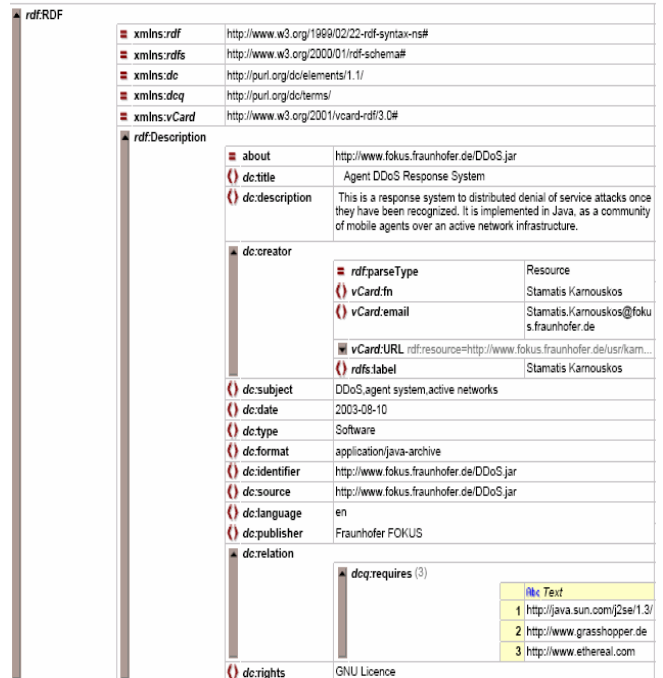 rdf:RDF
xmlns:rdf http://www.w3.org/1999/02/22-rdf-syntax-ns#
xmlns:rdfs http://www.w3.org/2000/01/rdf-schema#
xmlns:dc http://purl.org/dc/elements/1.1/
xmlns:dcq http://purl.org/dc/terms/
xmlns:vCard http://www.w3.org/2001/vcard-rdf/3.0#
rdf:Description
about http://www.fokus.fraunhofer.de/DDoS.jar
dc:title Agent DDoS Response System
dc:description This is a response system to distributed denial of service attacks once
they have been recognized. It is implemented in Java, as a community
of mobile agents over an active network infrastructure.
dc:creator
rdf:parseType Resource
vCard:fn Stamatis Karnouskos
vCard:email Stamatis.Karnouskos@foku
s.fraunhofer.de
vCard:URL rdf:resource=http://www.fokus.fraunhofer.de/usr/karn...
rdfs:label Stamatis Karnouskos
dc:subject DDoS,agent system,active networks
dc:date 2003-08-10
dc:type Software
dc:format application/java-archive
dc:identifier http://www.fokus.fraunhofer.de/DDoS.jar
dc:source http://www.fokus.fraunhofer.de/DDoS.jar
dc:language en
dc:publisher Fraunhofer FOKUS
dc:relation
dcq:requires (3)
Abc Text
1 http://java.sun.com/j2se/1.3/
2 http://www.grasshopper.de
3 http://www.ethereal.com
dc:rights GNU Licence